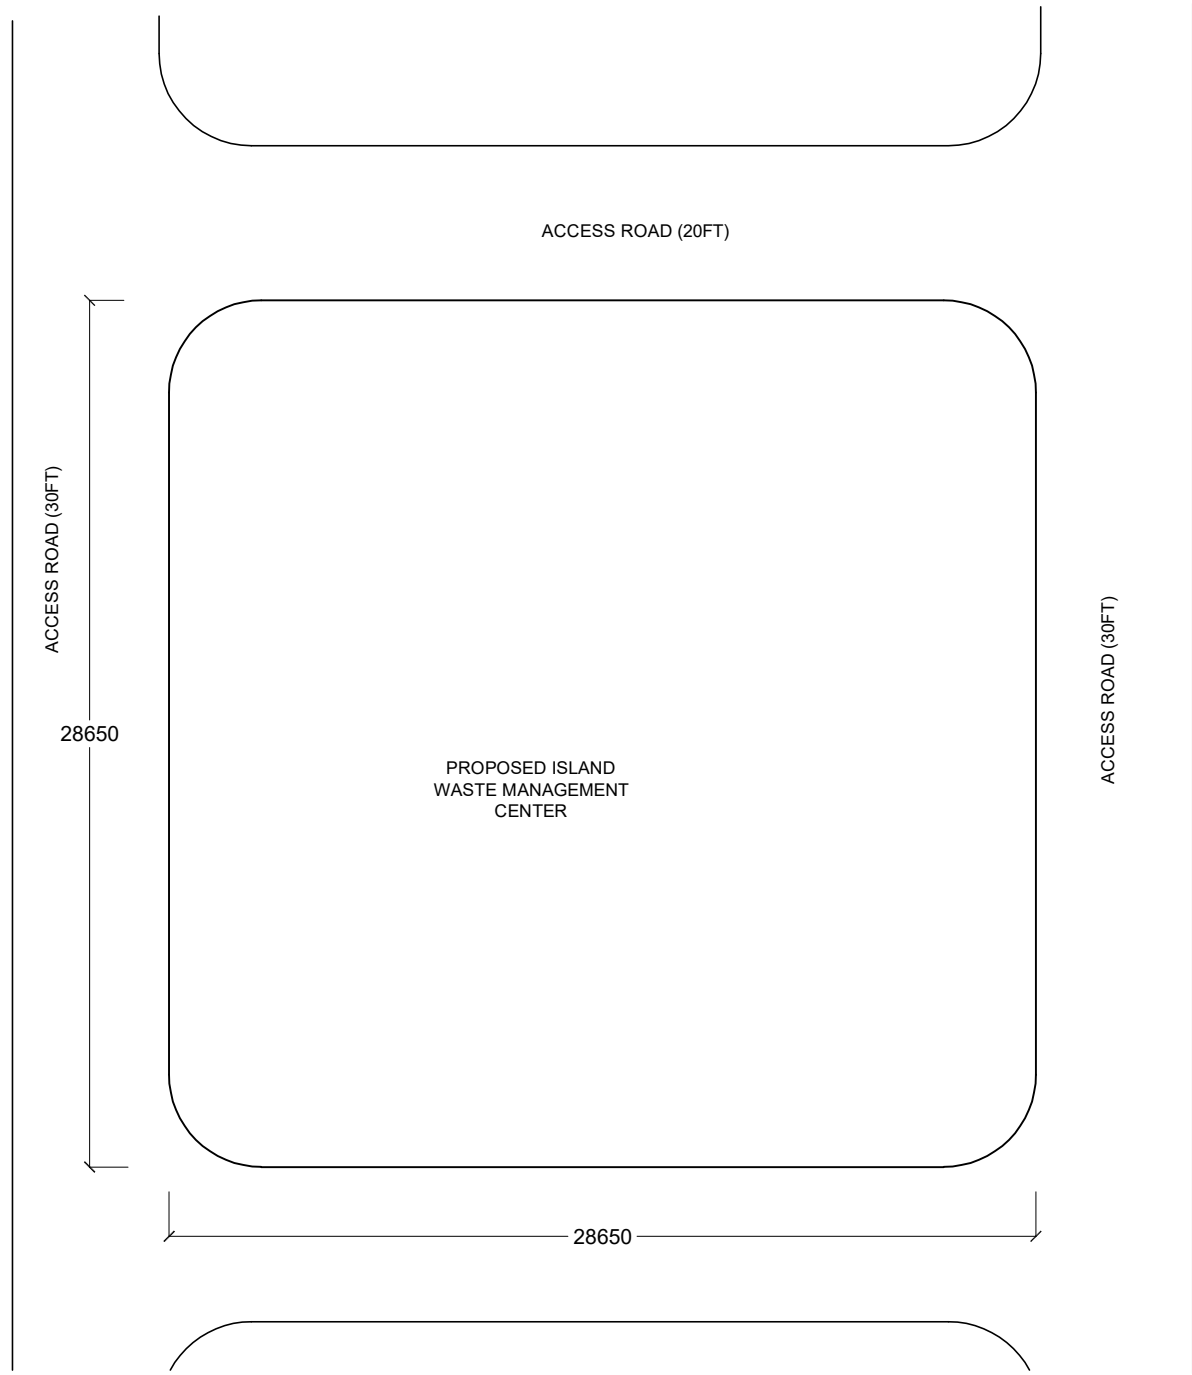 ACCESS ROAD (20FT)
ACCESS ROAD (30FT)
ACCESS ROAD (30FT)
28650
PROPOSED ISLAND
WASTE MANAGEMENT
CENTER
28650